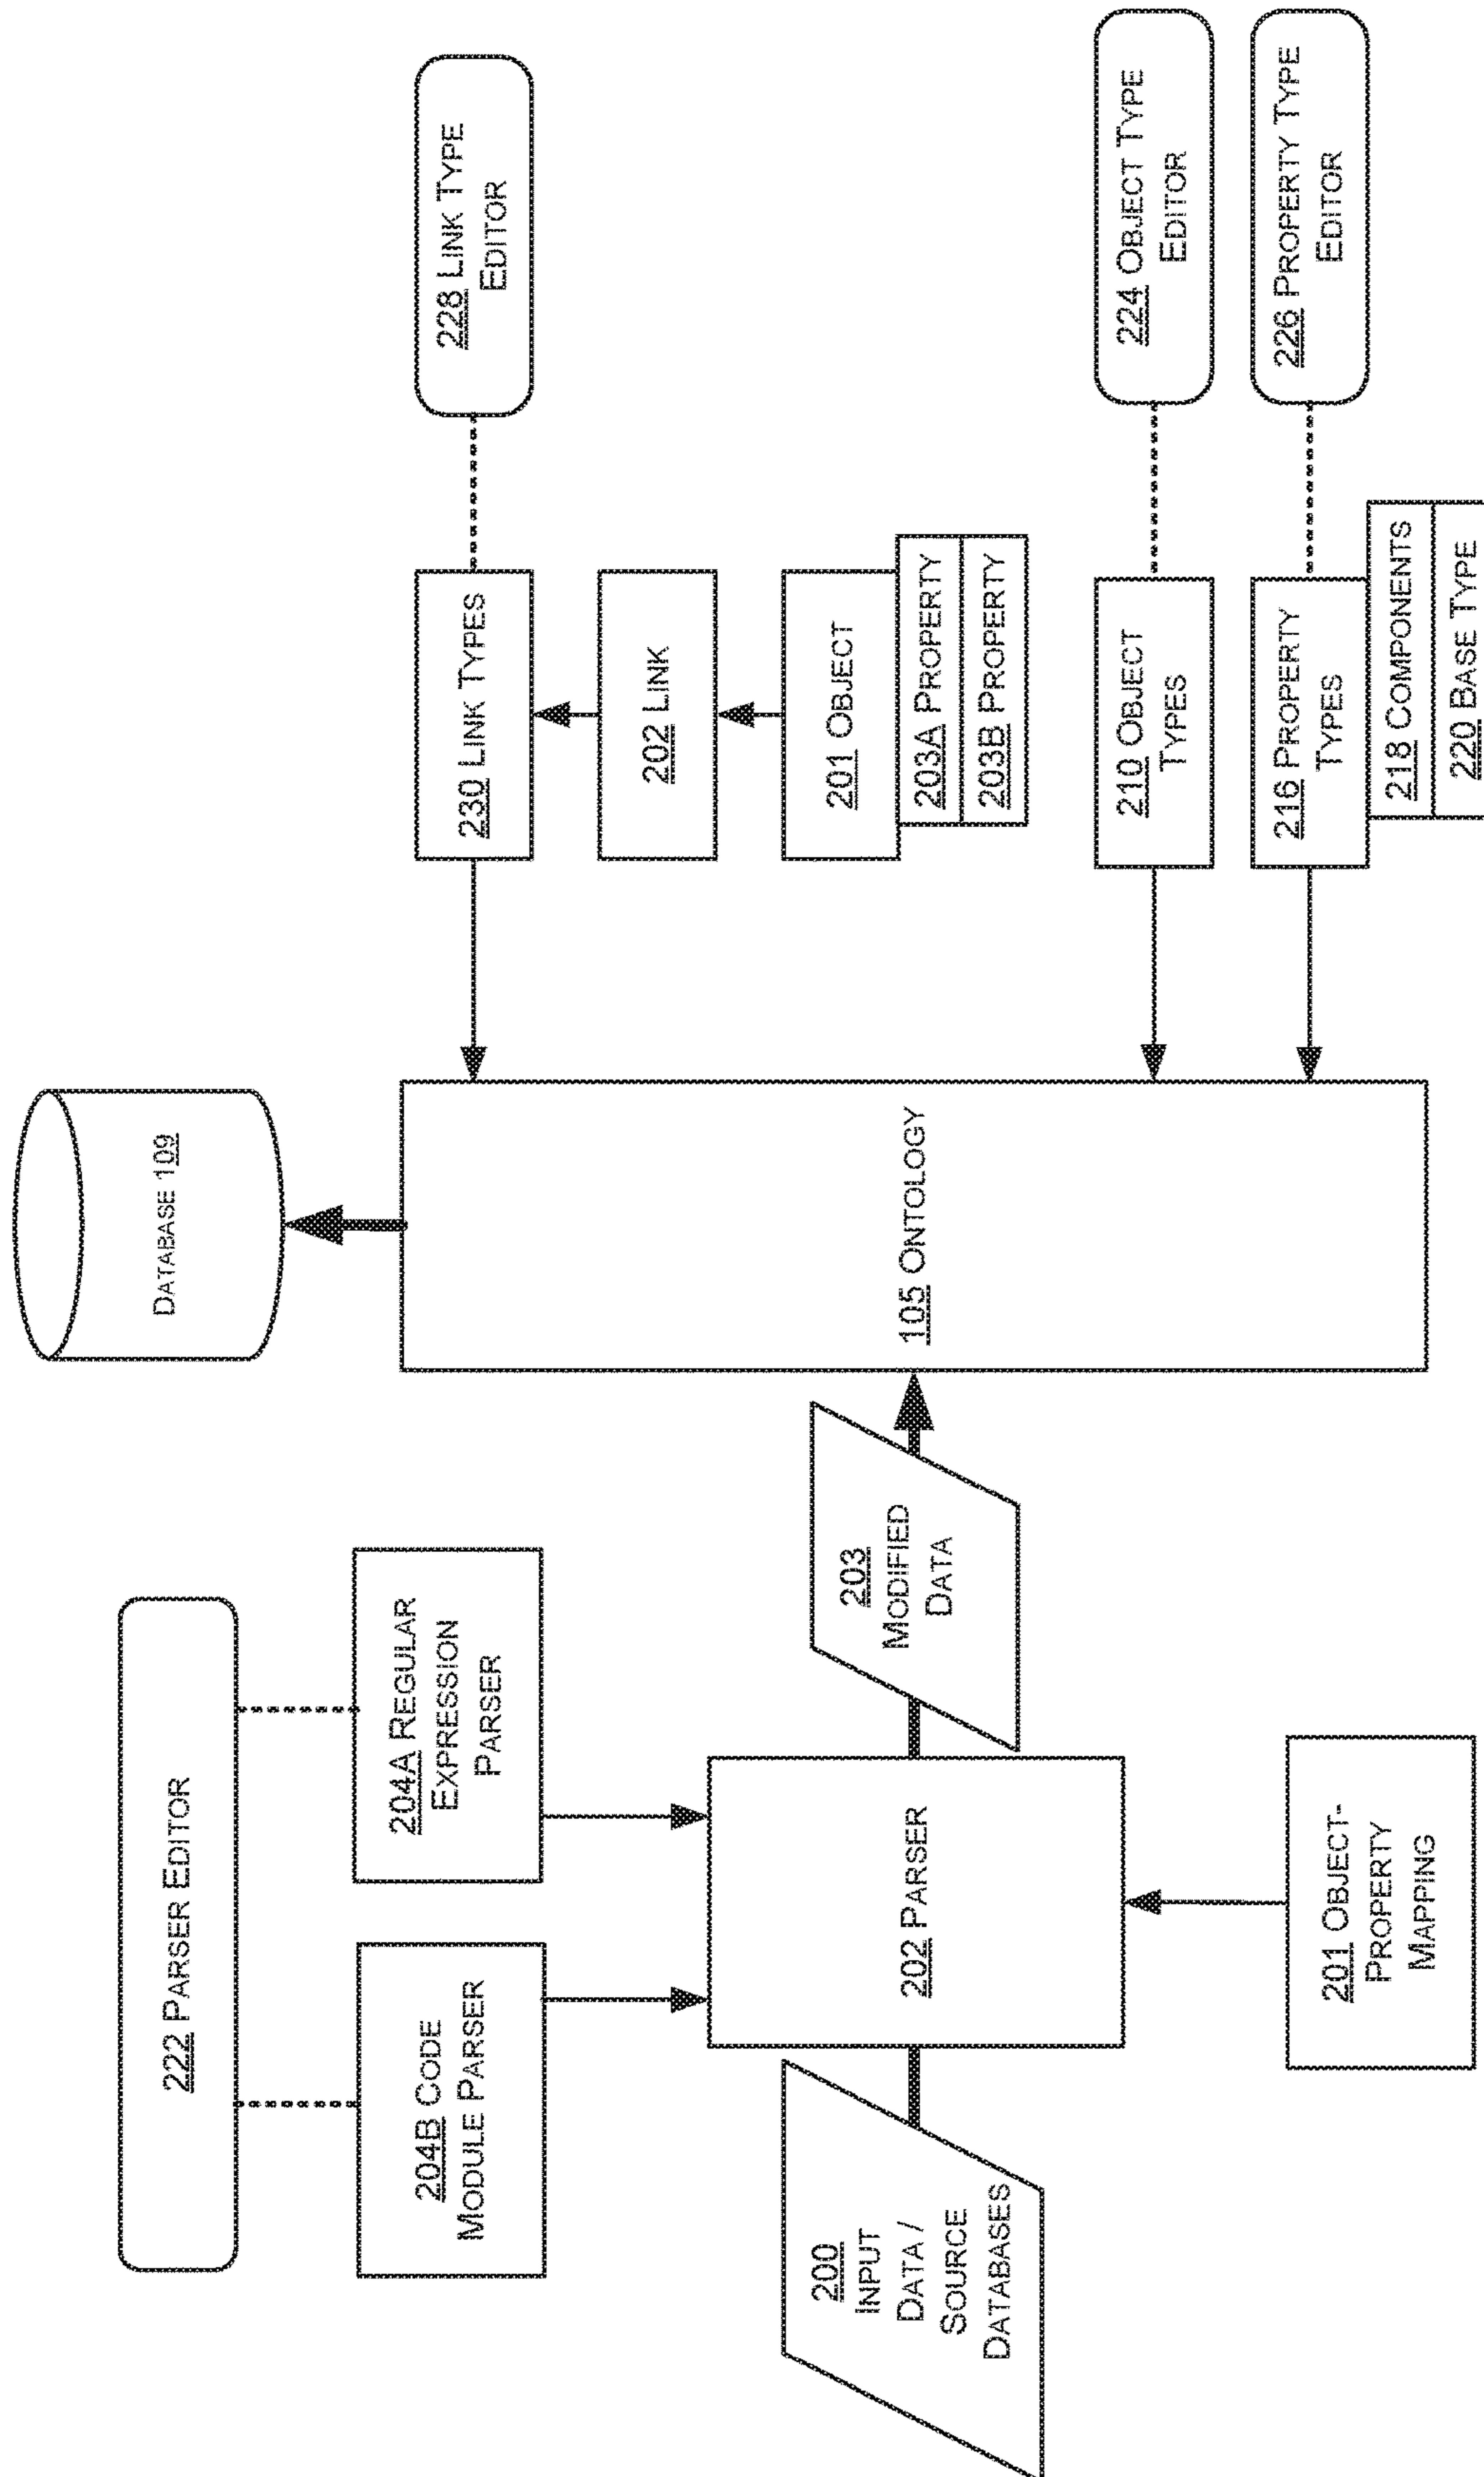 222 PARSER EDITOR
204B CODE
MODULE PARSER
204A REGULAR
EXPRESSION
PARSER
200
INPUT
DATA /
SOURCE
DATABASES
202 PARSER
203
MODIFIED
DATA
201 OBJECT-
PROPERTY
MAPPING
DATABASE 109
105 ONTOLOGY
230 LINK TYPES
228 LINK TYPE
EDITOR
202 LINK
201 OBJECT
203A PROPERTY
203B PROPERTY
210 OBJECT
TYPES
224 OBJECT TYPE
EDITOR
216 PROPERTY
TYPES
226 PROPERTY TYPE
EDITOR
218 COMPONENTS
220 BASE TYPE